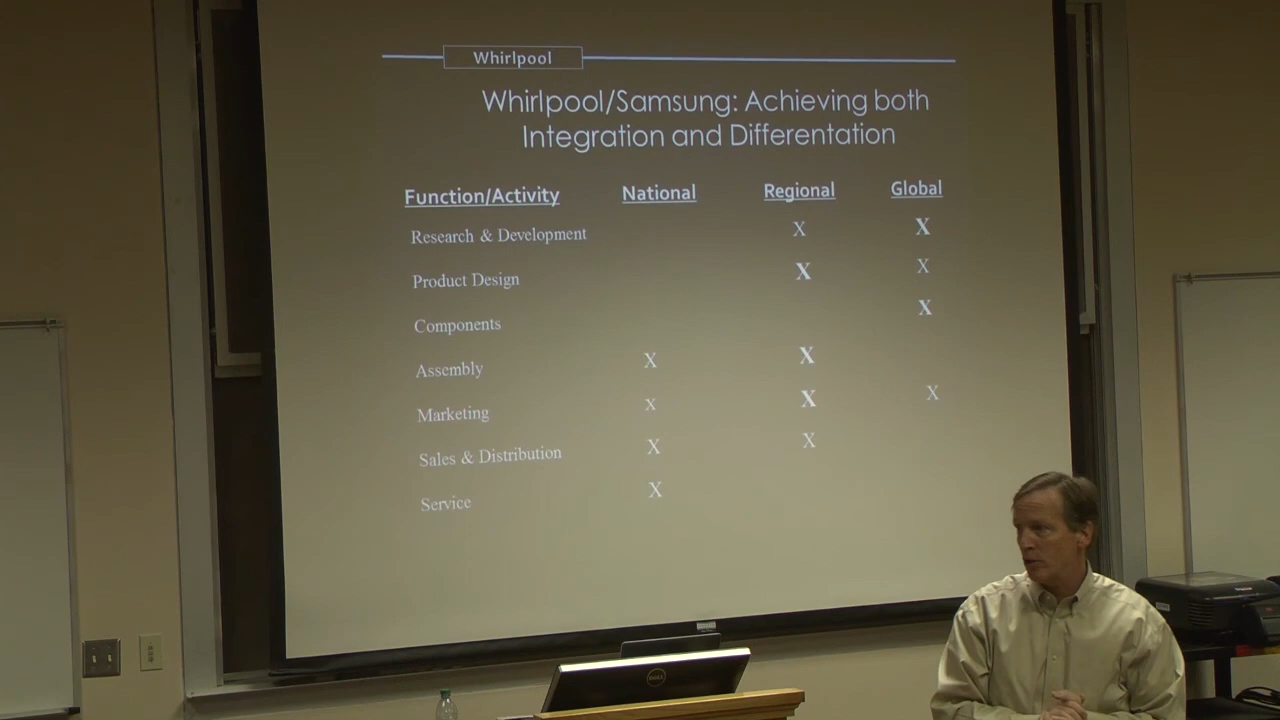 Whirlpool
Whirlpool/Samsung: Achieving both
Integration and Differentation
Function/Activity National Regional Global
Research & Development X X
Product Design X X
Components X
Assembly X X
Marketing X X X
Sales & Distribution X X
Service X
DELL